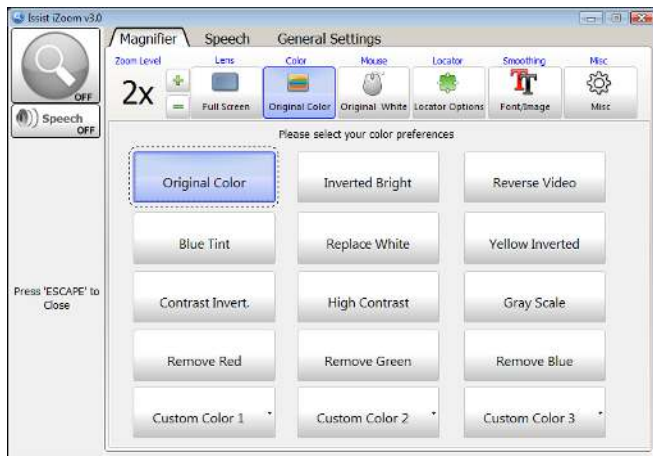 Issist iZoom v3.0
Magnifier Speech General Settings
Zoom Level Lens Color Mouse Locator Smoothing Misc
2x
Full Screen Original Color Original White Locator Options Font/Image Misc
OFF
Speech
OFF
Please select your color preferences
Original Color Inverted Bright Reverse Video
Blue Tint Replace White Yellow Inverted
Press 'ESCAPE' to
Close
Contrast Invert. High Contrast Gray Scale
Remove Red Remove Green Remove Blue
Custom Color 1 Custom Color 2 Custom Color 3